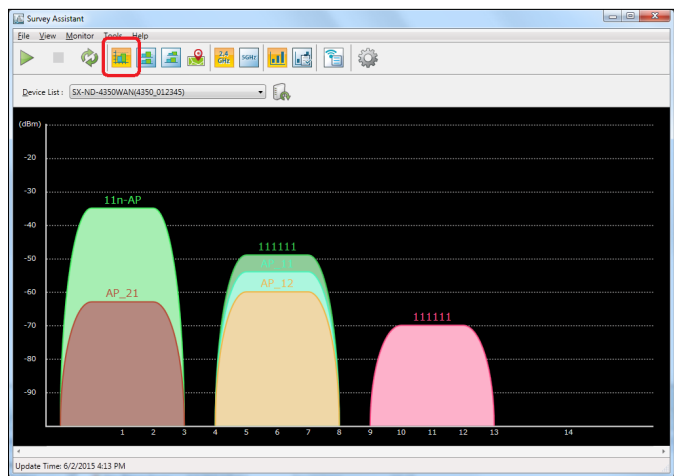 Survey Assistant
File View Monitor Tools Help
2.4 GHz 5GHz
Device List : SX-ND-4350WAN(4350_012345)
(dBm)
-20
-30
11n-AP
-40
111111
-50
-60
AP_21 AP_12
111111
-70
-80
-90
1 2 3 4 5 6 7 8 9 10 11 12 13 14
Update Time: 6/2/2015 4:13 PM